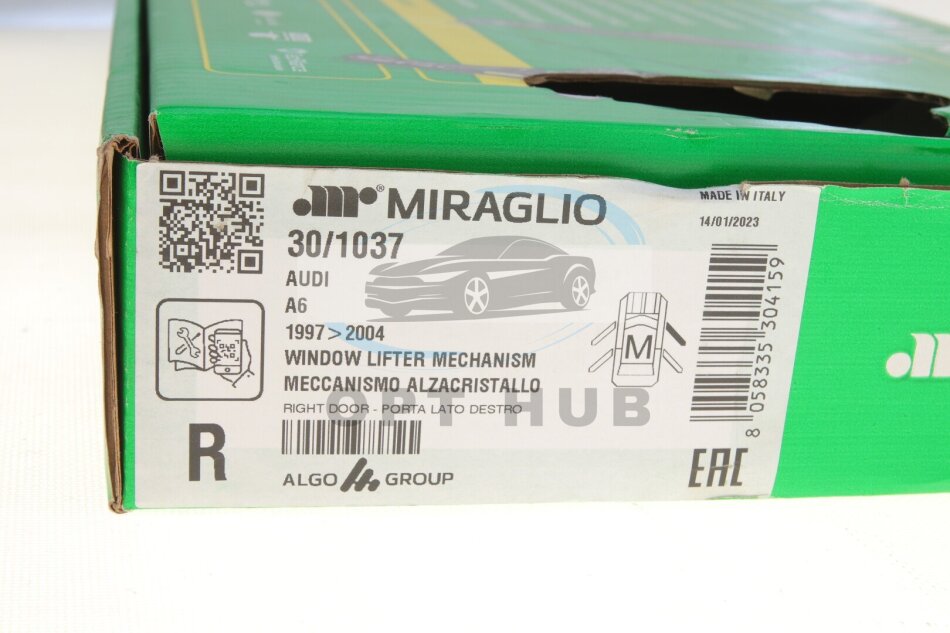 MIRAGLIO
MADE IN ITALY
14/01/2023
30/1037
AUDI
A6
1997 > 2004
WINDOW LIFTER MECHANISM
MECCANISMO ALZACRISTALLO
RIGHT DOOR - PORTA LATO DESTRO
M
8 058335 304159
OPT HUB
R
ALGO GROUP
EAC